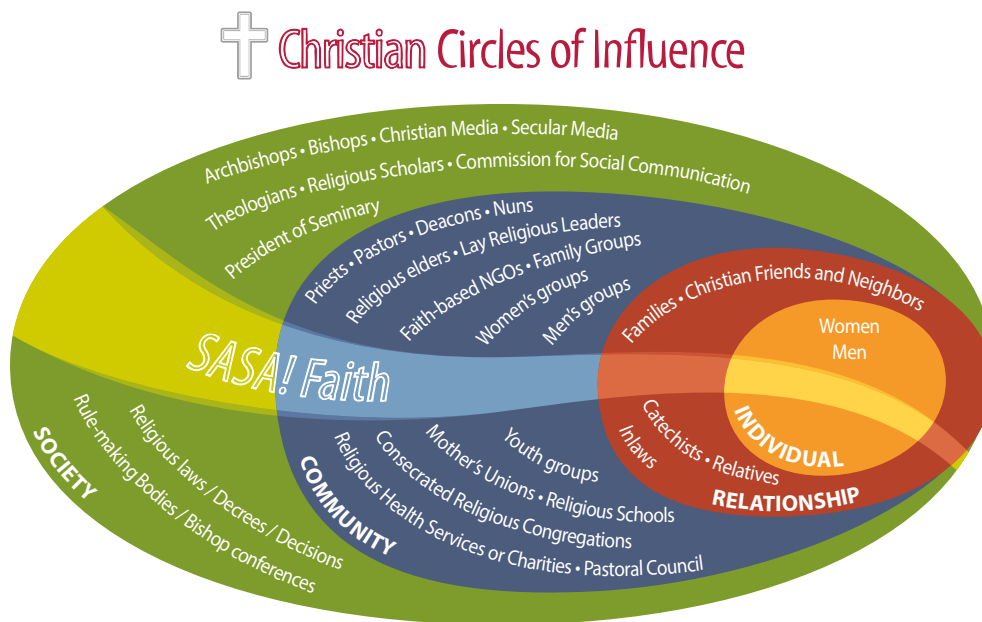 Christian Circles of Influence
Archbishops • Bishops • Christian Media • Secular Media
Theologians • Religious Scholars • Commission for Social Communication
President of Seminary
Priests • Pastors • Deacons • Nuns
Religious elders • Lay Religious Leaders
Faith-based NGOs • Family Groups
Women's groups
Men's groups
Families • Christian Friends and Neighbors
Women
Men
SASA! Faith
INDIVIDUAL
Catechists • Relatives
Inlaws
RELATIONSHIP
Youth groups
Mother's Unions • Religious Schools
Consecrated Religious Congregations
Religious Health Services or Charities • Pastoral Council
COMMUNITY
Religious laws / Decrees / Decisions
Rule-making Bodies / Bishop conferences
SOCIETY